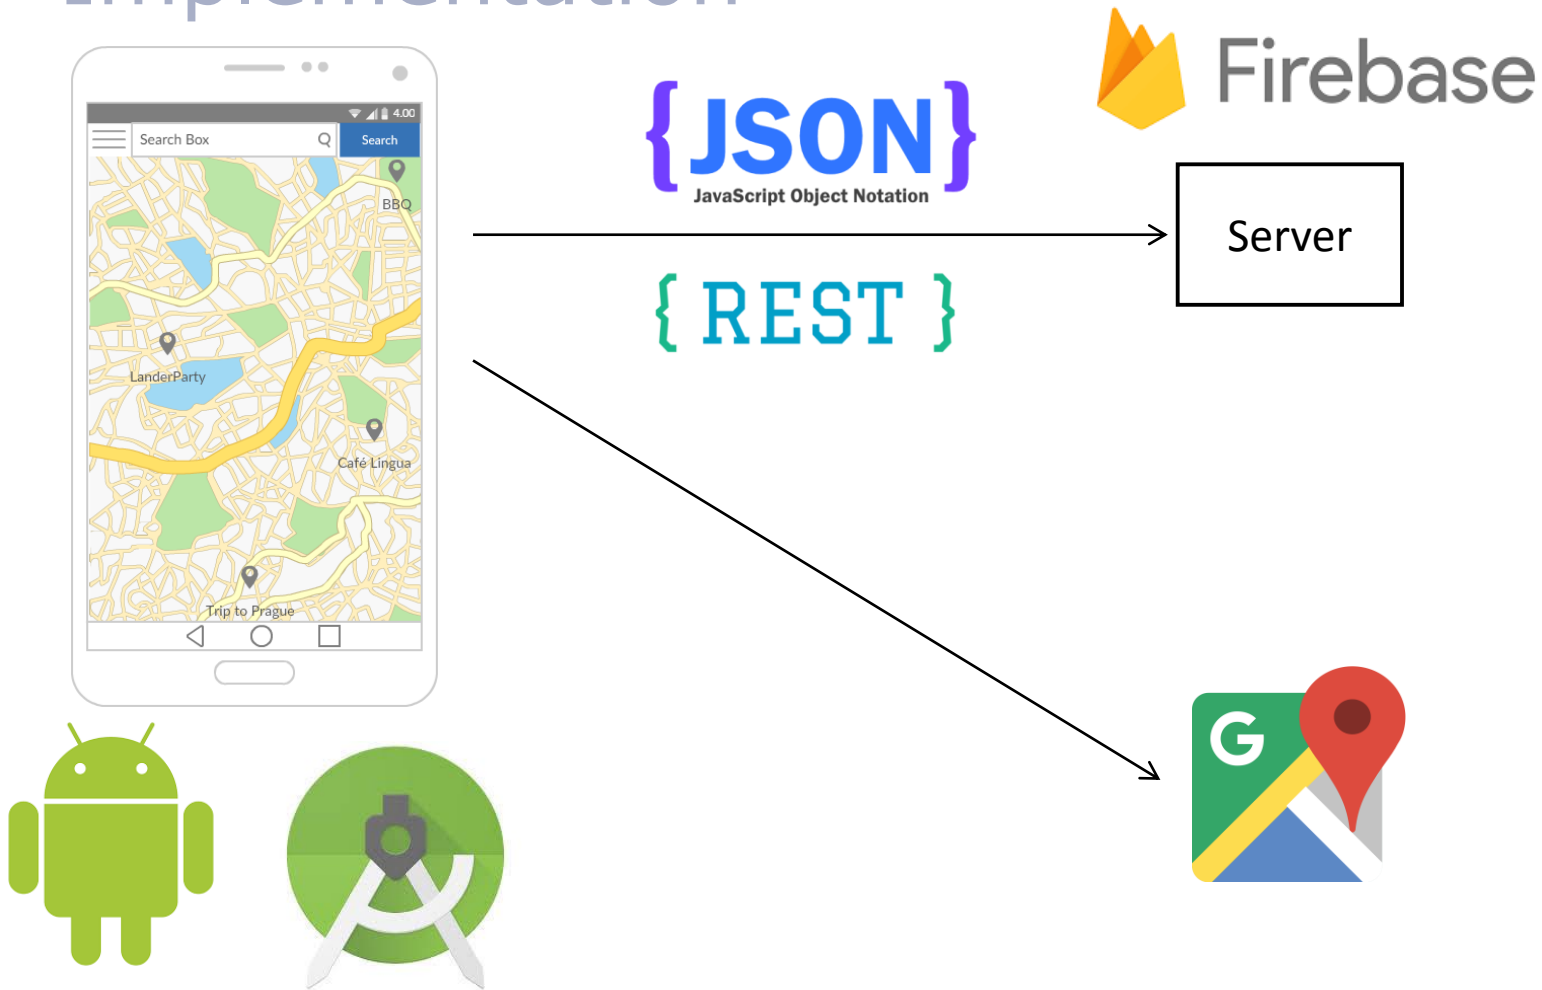 Implementation
4.00
Search Box
Search
BBQ
LanderParty
Café Lingua
Trip to Prague
{JSON}
JavaScript Object Notation
{ REST }
Firebase
Server
G